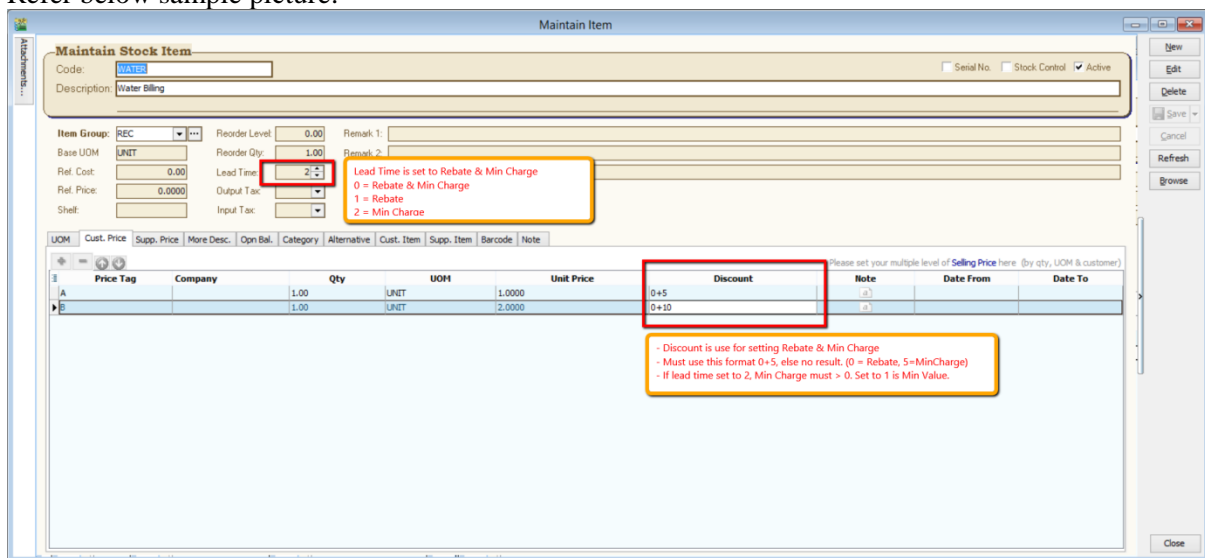 Maintain Item
Attachments...
Maintain Stock Item
Code: WATER
Serial No. Stock Control Active
Description: Water Billing
New
Edit
Delete
Save
Cancel
Refresh
Browse
Item Group: REC Reorder Level: 0.00 Remark 1:
Base UOM UNIT Reorder Qty: 1.00 Remark 2:
Ref. Cost: 0.00 Lead Time: 2
Ref. Price: 0.0000 Output Tax:
Shelf: Input Tax:
Lead Time is set to Rebate & Min Charge
0 = Rebate & Min Charge
1 = Rebate
2 = Min Charge
UOM Cust. Price Supp. Price More Desc. Opn Bal. Category Alternative Cust. Item Supp. Item Barcode Note
Please set your multiple level of Selling Price here (by qty, UOM & customer)
Price Tag Company Qty UOM Unit Price Discount Note Date From Date To
A 1.00 UNIT 1.0000 0+5
B 1.00 UNIT 2.0000 0+10
- Discount is use for setting Rebate & Min Charge
- Must use this format 0+5, else no result. (0 = Rebate, 5=MinCharge)
- If lead time set to 2, Min Charge must > 0. Set to 1 is Min Value.
Close